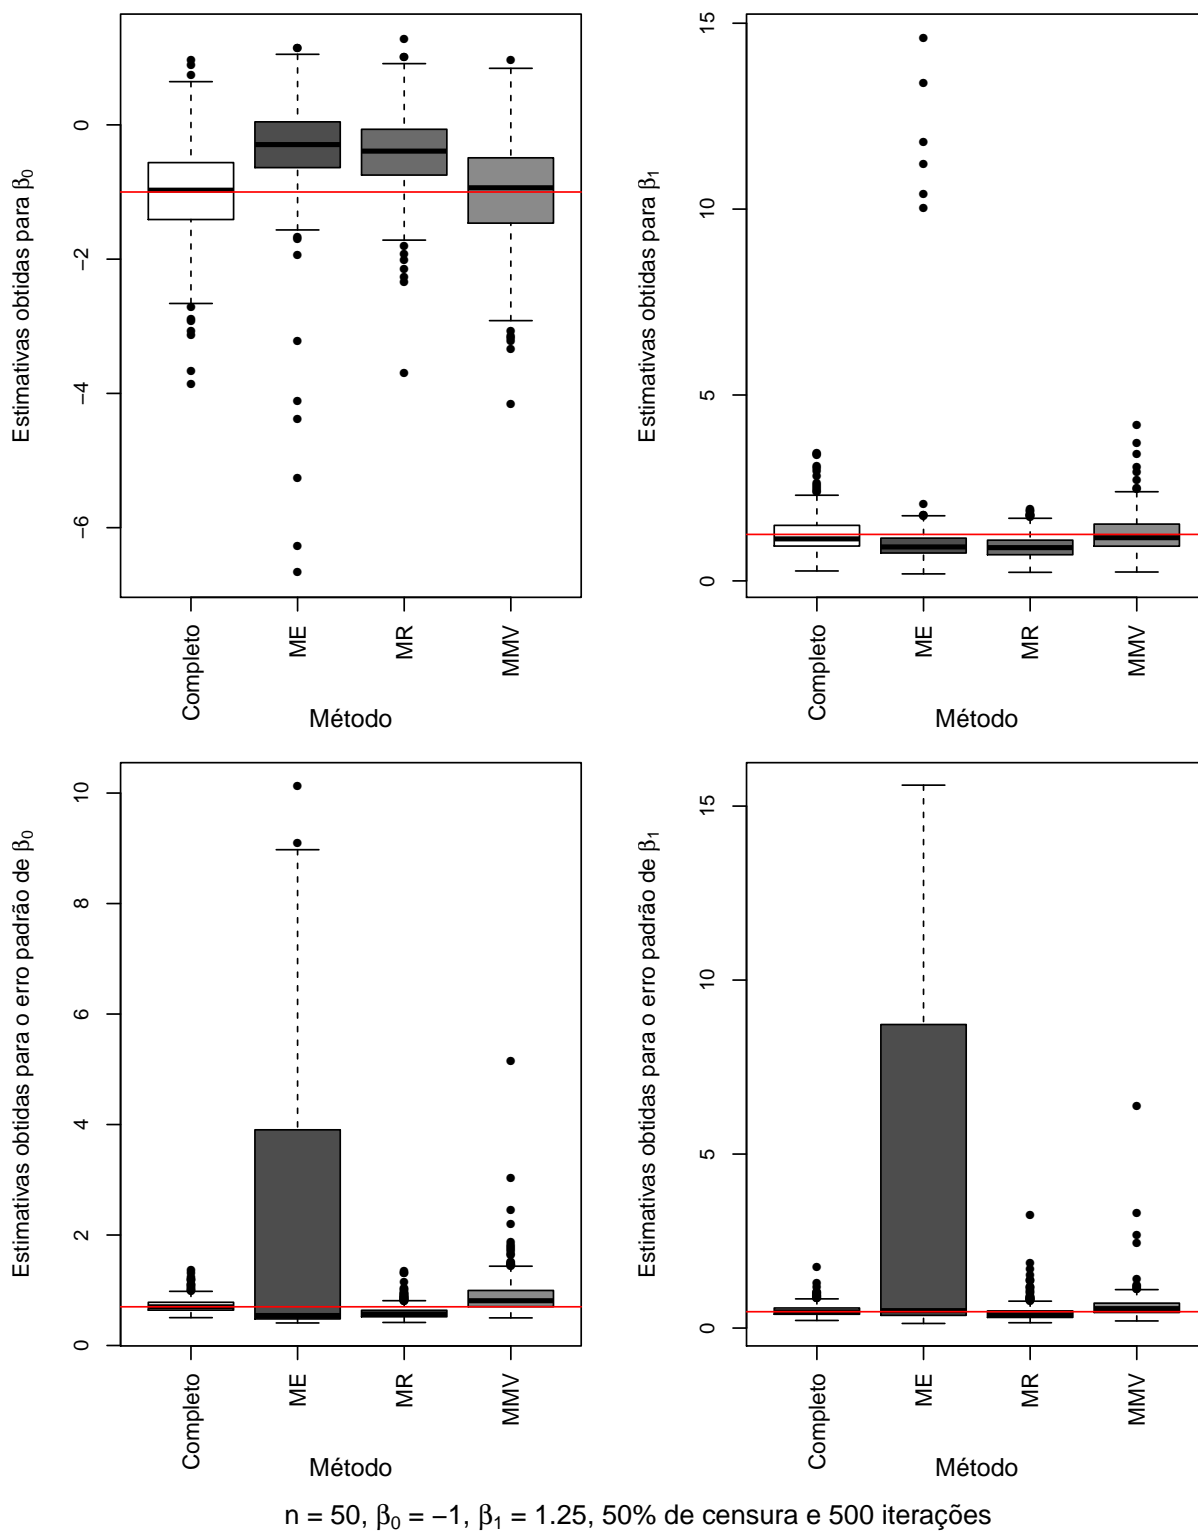 Estimativas obtidas para β0
0
−2
−4
−6
Completo
ME
MR
MMV
Método
Estimativas obtidas para β1
15
10
5
0
Completo
ME
MR
MMV
Método
Estimativas obtidas para o erro padrão de β0
10
8
6
4
2
0
Completo
ME
MR
MMV
Método
Estimativas obtidas para o erro padrão de β1
15
10
5
0
Completo
ME
MR
MMV
Método
n = 50, β0 = −1, β1 = 1.25, 50% de censura e 500 iterações